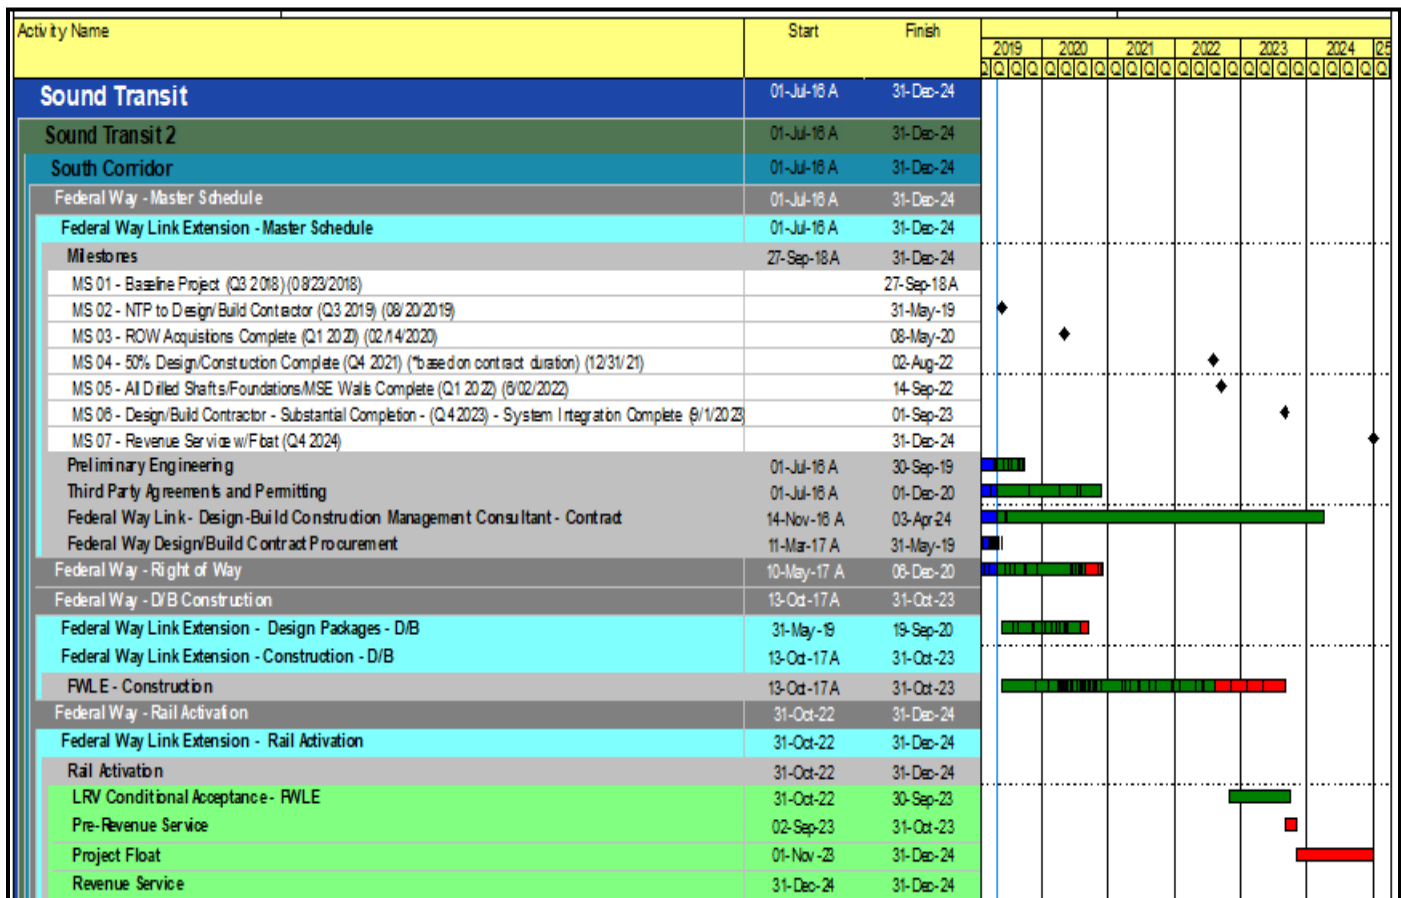 Activity Name Start Finish
2019 2020 2021 2022 2023 2024 25
Q Q Q Q Q Q Q Q Q Q Q Q Q Q Q Q Q Q Q Q Q Q Q Q Q
Sound Transit 01-Jul-16 A 31-Dec-24
Sound Transit 2 01-Jul-16 A 31-Dec-24
South Corridor 01-Jul-16 A 31-Dec-24
Federal Way - Master Schedule 01-Jul-16 A 31-Dec-24
Federal Way Link Extension - Master Schedule 01-Jul-16 A 31-Dec-24
Milestones 27-Sep-18 A 31-Dec-24
MS 01 - Baseline Project (Q3 2018) (08/23/2018) 27-Sep-18 A
MS 02 - NTP to Design/Build Contractor (Q3 2019) (08/20/2019) 31-May-19
MS 03 - ROW Acquistions Complete (Q1 2020) (02/14/2020) 08-May-20
MS 04 - 50% Design/Construction Complete (Q4 2021) (*based on contract duration) (12/31/21) 02-Aug-22
MS 05 - All Drilled Shafts/Foundations/MSE Walls Complete (Q1 2022) (6/02/2022) 14-Sep-22
MS 06 - Design/Build Contractor - Substantial Completion - (Q4 2023) - System Integration Complete (9/1/2023 01-Sep-23
MS 07 - Revenue Service w/Float (Q4 2024) 31-Dec-24
Preliminary Engineering 01-Jul-16 A 30-Sep-19
Third Party Agreements and Permitting 01-Jul-16 A 01-Dec-20
Federal Way Link - Design-Build Construction Management Consultant - Contract 14-Nov-16 A 03-Apr-24
Federal Way Design/Build Contract Procurement 11-Mar-17 A 31-May-19
Federal Way - Right of Way 10-May-17 A 06-Dec-20
Federal Way - D/B Construction 13-Oct-17 A 31-Oct-23
Federal Way Link Extension - Design Packages - D/B 31-May-19 19-Sep-20
Federal Way Link Extension - Construction - D/B 13-Oct-17 A 31-Oct-23
FWLE - Construction 13-Oct-17 A 31-Oct-23
Federal Way - Rail Activation 31-Oct-22 31-Dec-24
Federal Way Link Extension - Rail Activation 31-Oct-22 31-Dec-24
Rail Activation 31-Oct-22 31-Dec-24
LRV Conditional Acceptance - FWLE 31-Oct-22 30-Sep-23
Pre-Revenue Service 02-Sep-23 31-Oct-23
Project Float 01-Nov-23 31-Dec-24
Revenue Service 31-Dec-24 31-Dec-24